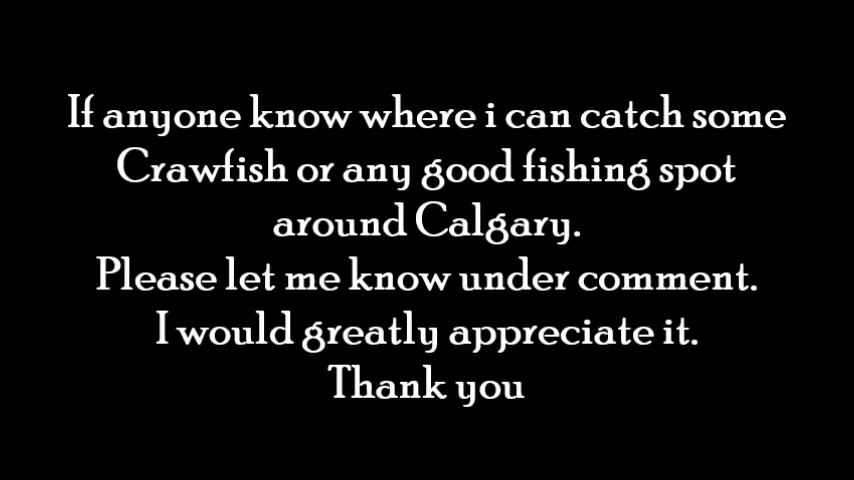 If anyone know where i can catch some
Crawfish or any good fishing spot
around Calgary.
Please let me know under comment.
I would greatly appreciate it.
Thank you